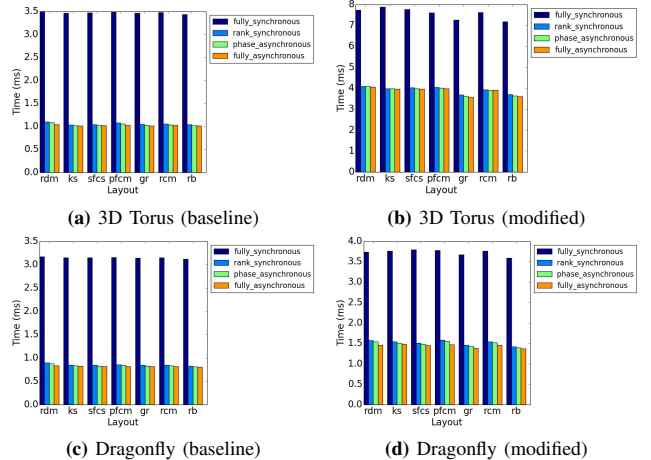 3.5
3.0
2.5
2.0
1.5
1.0
0.5
0.0
Time (ms)
rdm ks sfcs pfcm gr rcm rb
Layout
fully_synchronous
rank_synchronous
phase_asynchronous
fully_asynchronous
(a) 3D Torus (baseline)
8
7
6
5
4
3
2
1
0
Time (ms)
rdm ks sfcs pfcm gr rcm rb
Layout
fully_synchronous
rank_synchronous
phase_asynchronous
fully_asynchronous
(b) 3D Torus (modified)
3.5
3.0
2.5
2.0
1.5
1.0
0.5
0.0
Time (ms)
rdm ks sfcs pfcm gr rcm rb
Layout
fully_synchronous
rank_synchronous
phase_asynchronous
fully_asynchronous
(c) Dragonfly (baseline)
4.0
3.5
3.0
2.5
2.0
1.5
1.0
0.5
0.0
Time (ms)
rdm ks sfcs pfcm gr rcm rb
Layout
fully_synchronous
rank_synchronous
phase_asynchronous
fully_asynchronous
(d) Dragonfly (modified)